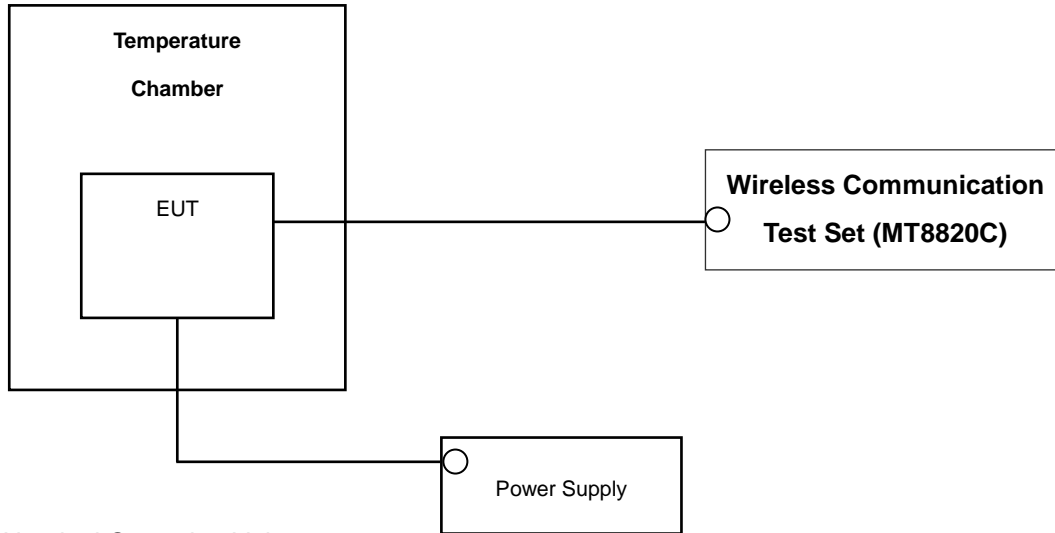 Temperature
Chamber
EUT
Wireless Communication
Test Set (MT8820C)
Power Supply